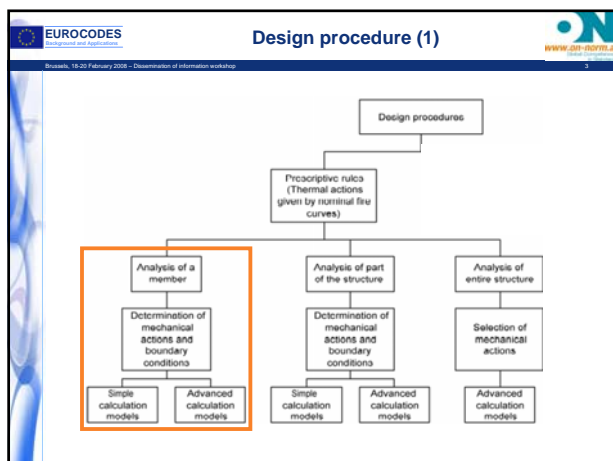 EUROCODES
Background and Applications
Design procedure (1)
ON
www.on-norm.a
Global Competence
Brussels, 18-20 February 2008 – Dissemination of information workshop
3
Design procedures
Prescriptive rules
(Thermal actions
given by nominal fire
curves)
Analysis of a
member
Analysis of part
of the structure
Analysis of
entire structure
Determination of
mechanical
actions and
boundary
conditions
Determination of
mechanical
actions and
boundary
conditions
Selection of
mechanical
actions
Simple
calculation
models
Advanced
calculation
models
Simple
calculation
models
Advanced
calculation
models
Advanced
calculation
models